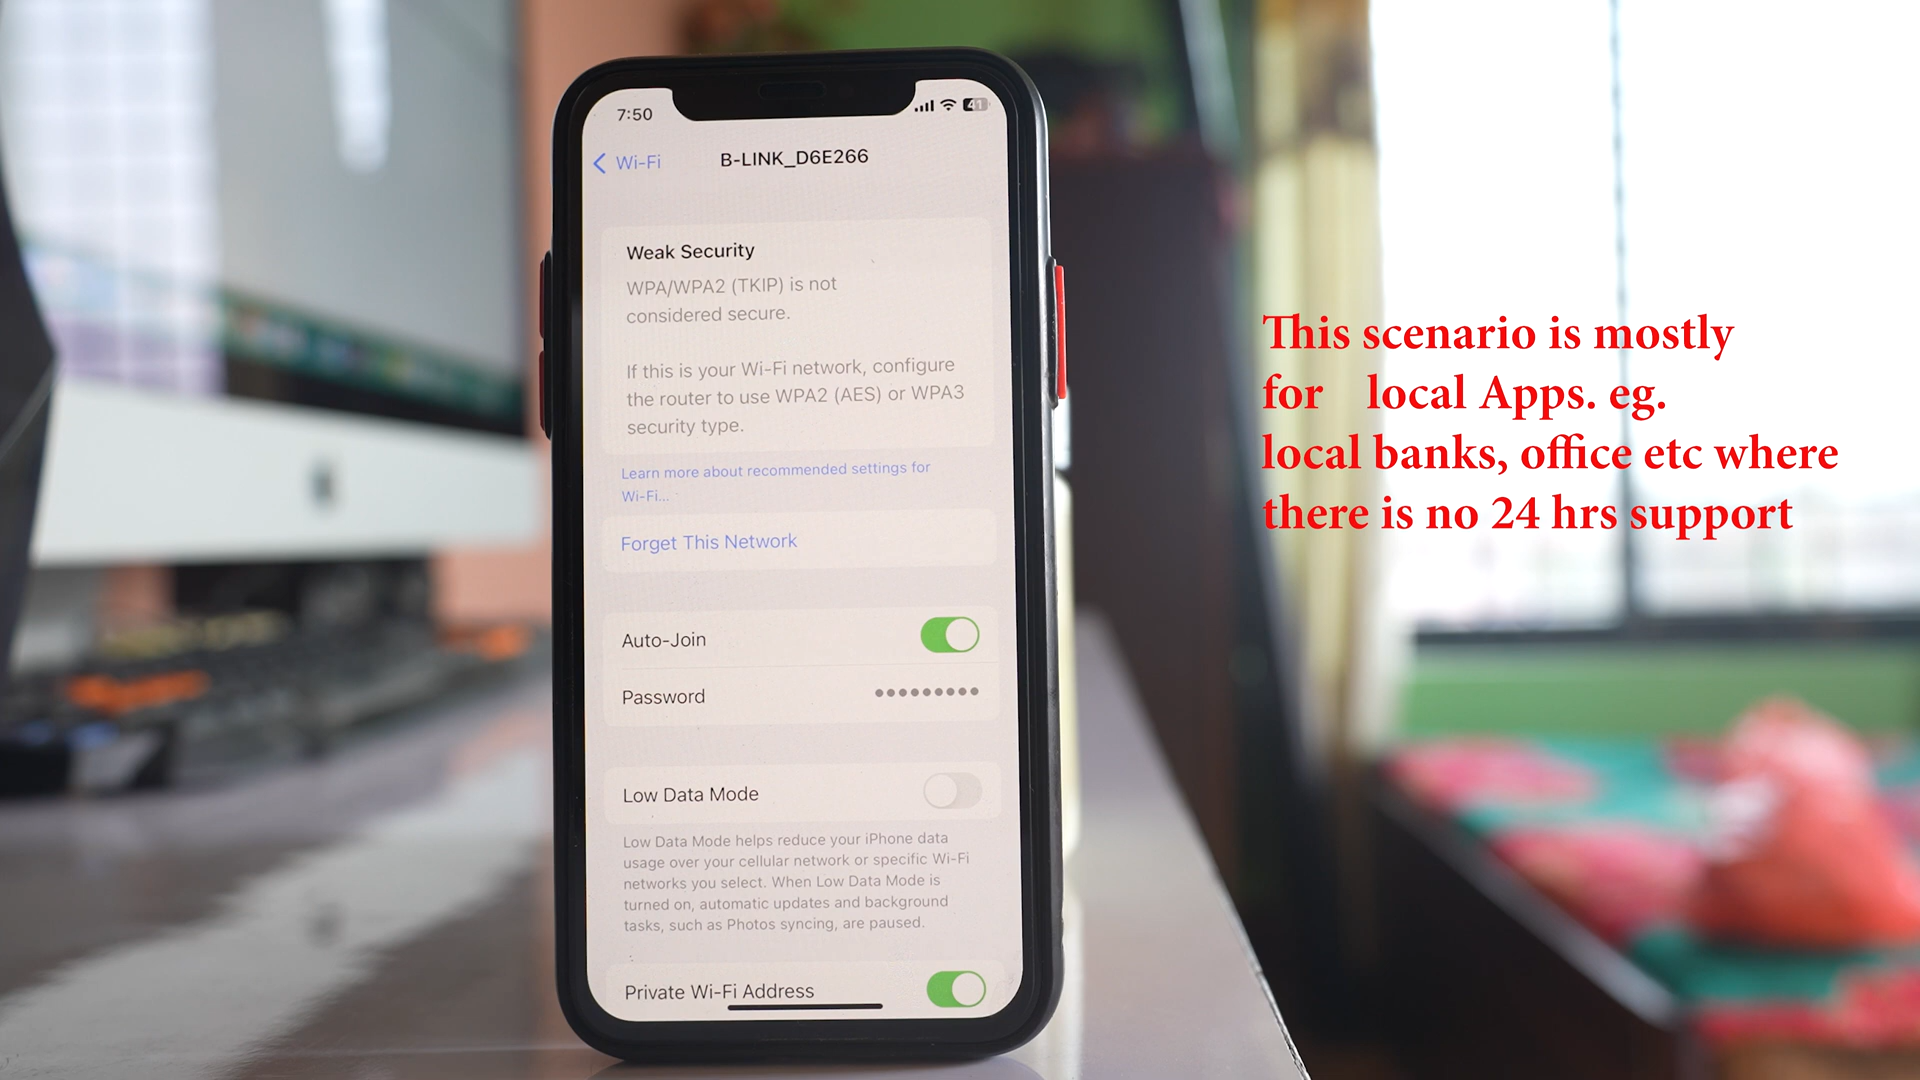 7:50
41
Wi-Fi
B-LINK_D6E266
Weak Security
WPA/WPA2 (TKIP) is not
considered secure.
If this is your Wi-Fi network, configure
the router to use WPA2 (AES) or WPA3
security type.
Learn more about recommended settings for
Wi-Fi...
Forget This Network
Auto-Join
Password
Low Data Mode
Low Data Mode helps reduce your iPhone data
usage over your cellular network or specific Wi-Fi
networks you select. When Low Data Mode is
turned on, automatic updates and background
tasks, such as Photos syncing, are paused.
Private Wi-Fi Address
This scenario is mostly
for local Apps. eg.
local banks, office etc where
there is no 24 hrs support